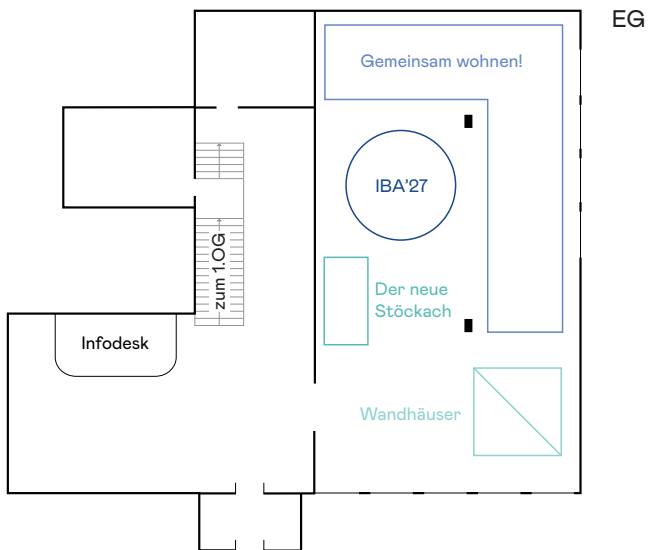 EG
Gemeinsam wohnen!
IBA’27
zum 1.OG
Der neue
Stöckach
Infodesk
Wandhäuser